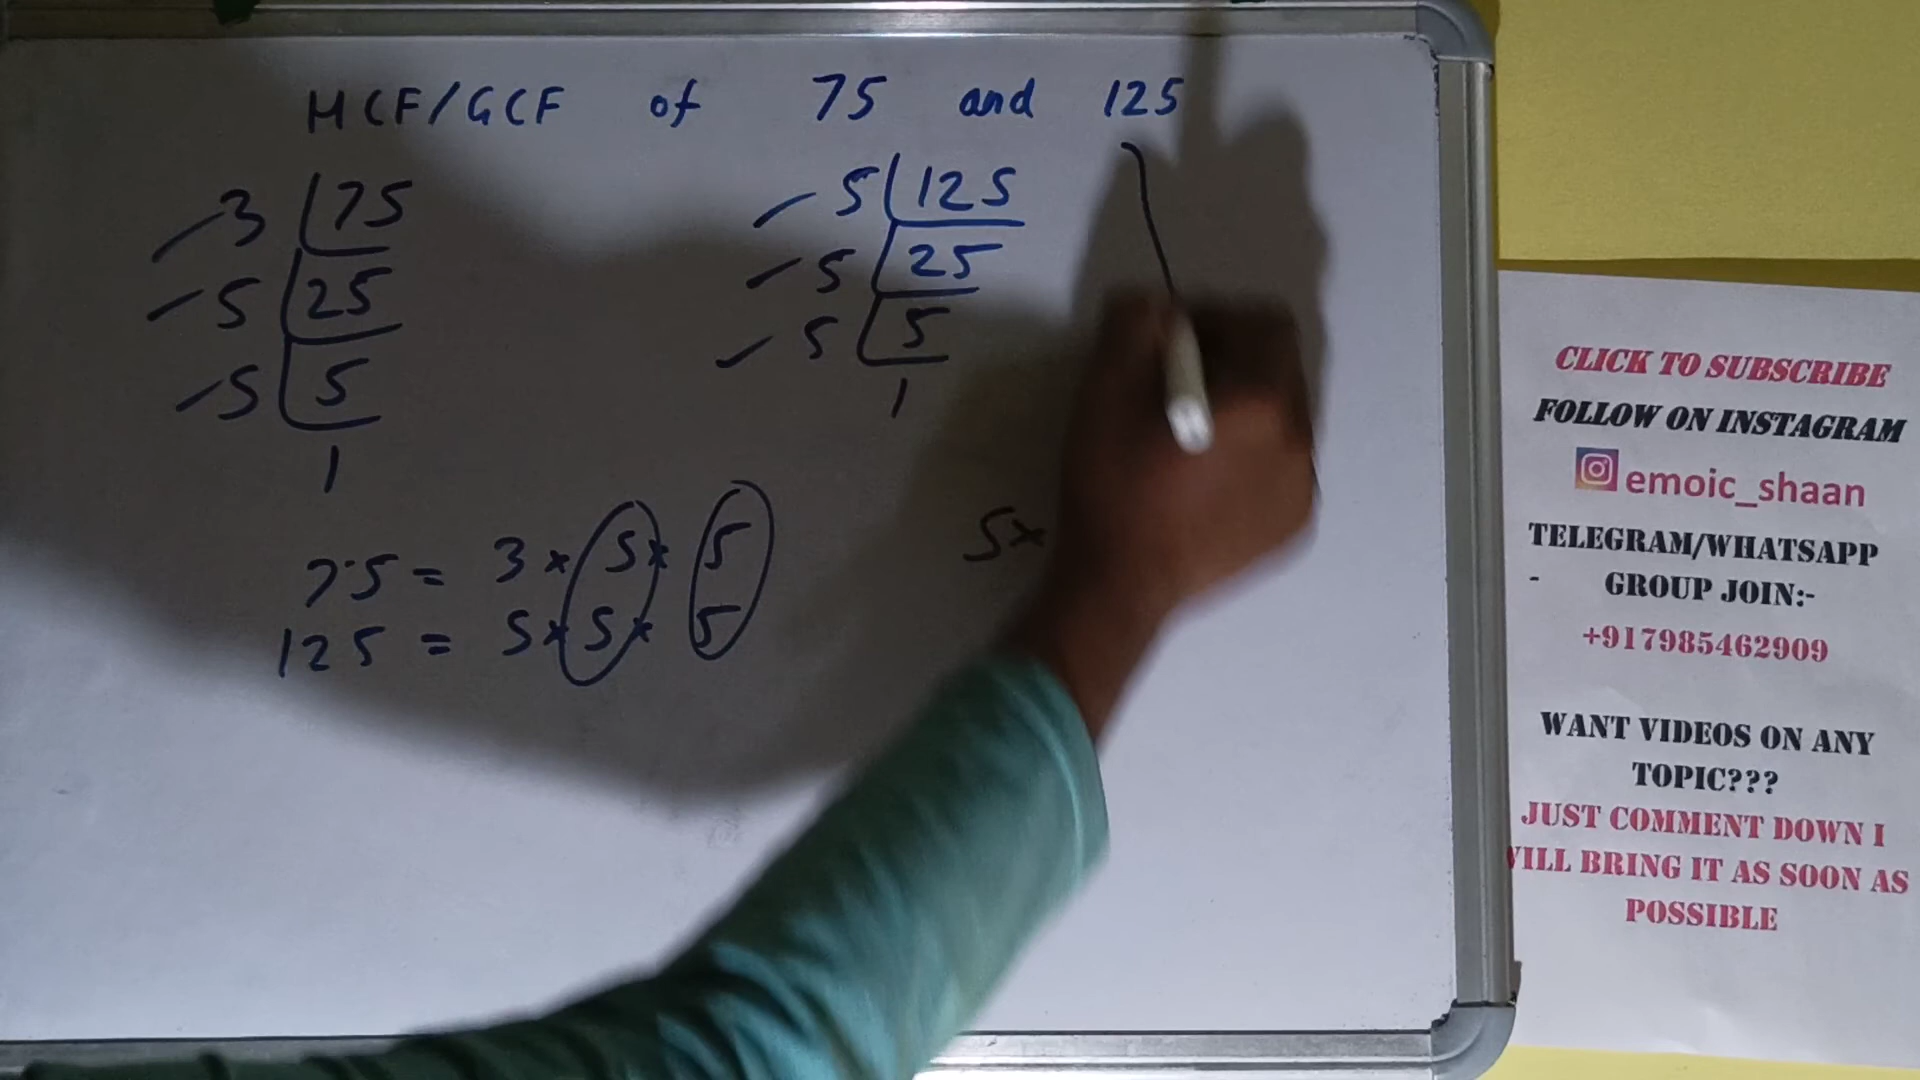 HCF/GCF of 75 and 125
3 75
5 25
5 5
1
5 125
5 25
5 5
1
75 = 3 × 5 × 5
125 = 5 × 5 × 5
5×
CLICK TO SUBSCRIBE
FOLLOW ON INSTAGRAM
emoic_shaan
TELEGRAM/WHATSAPP
- GROUP JOIN:-
+917985462909
WANT VIDEOS ON ANY
TOPIC???
JUST COMMENT DOWN I
WILL BRING IT AS SOON AS
POSSIBLE